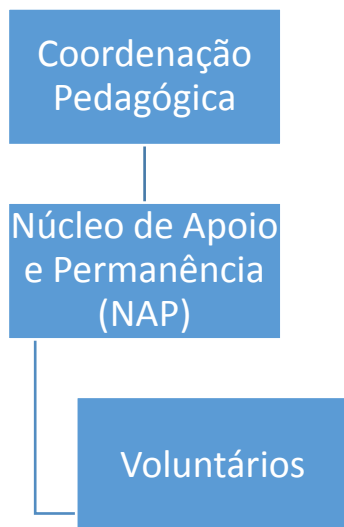 Coordenação
Pedagógica
Núcleo de Apoio
e Permanência
(NAP)
Voluntários